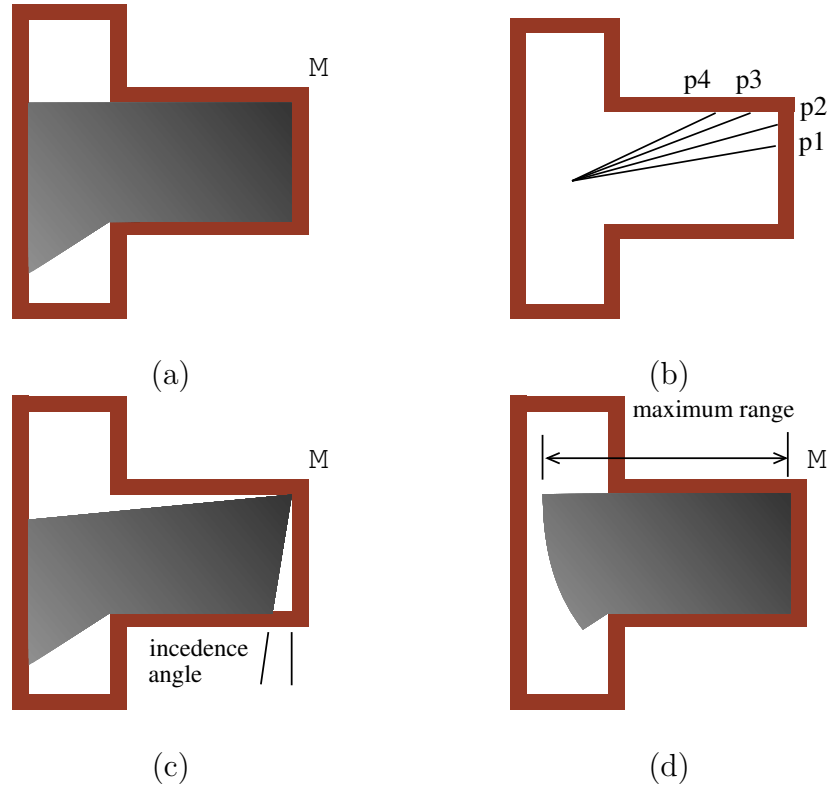 M
p4 p3
p2
p1
(a)
(b)
M
incedence
angle
maximum range
M
(c)
(d)